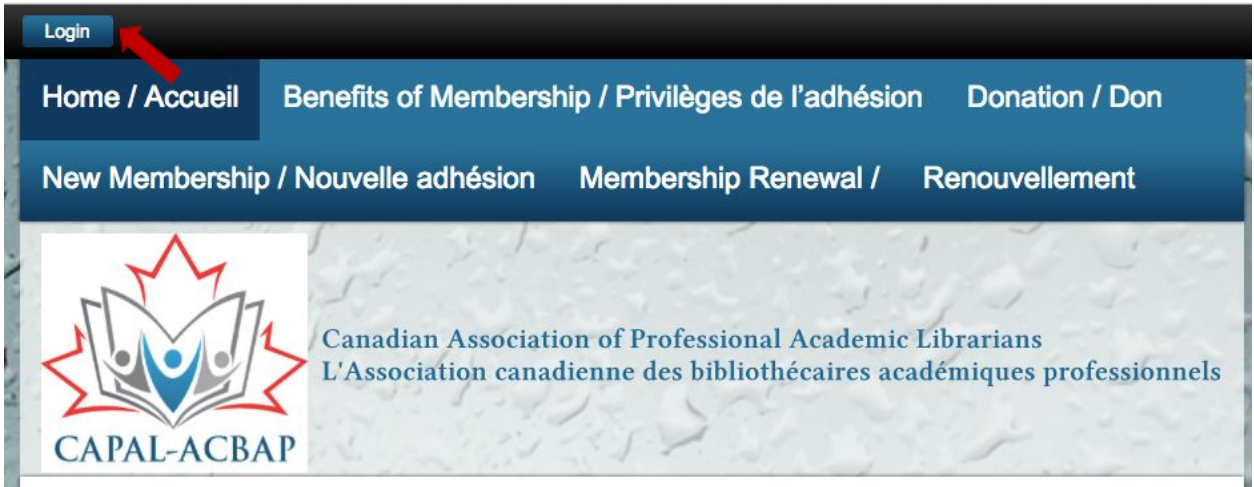 Login
Home / Accueil Benefits of Membership / Privilèges de l'adhésion Donation / Don
New Membership / Nouvelle adhésion Membership Renewal / Renouvellement
Canadian Association of Professional Academic Librarians
L'Association canadienne des bibliothécaires académiques professionnels
CAPAL-ACBAP